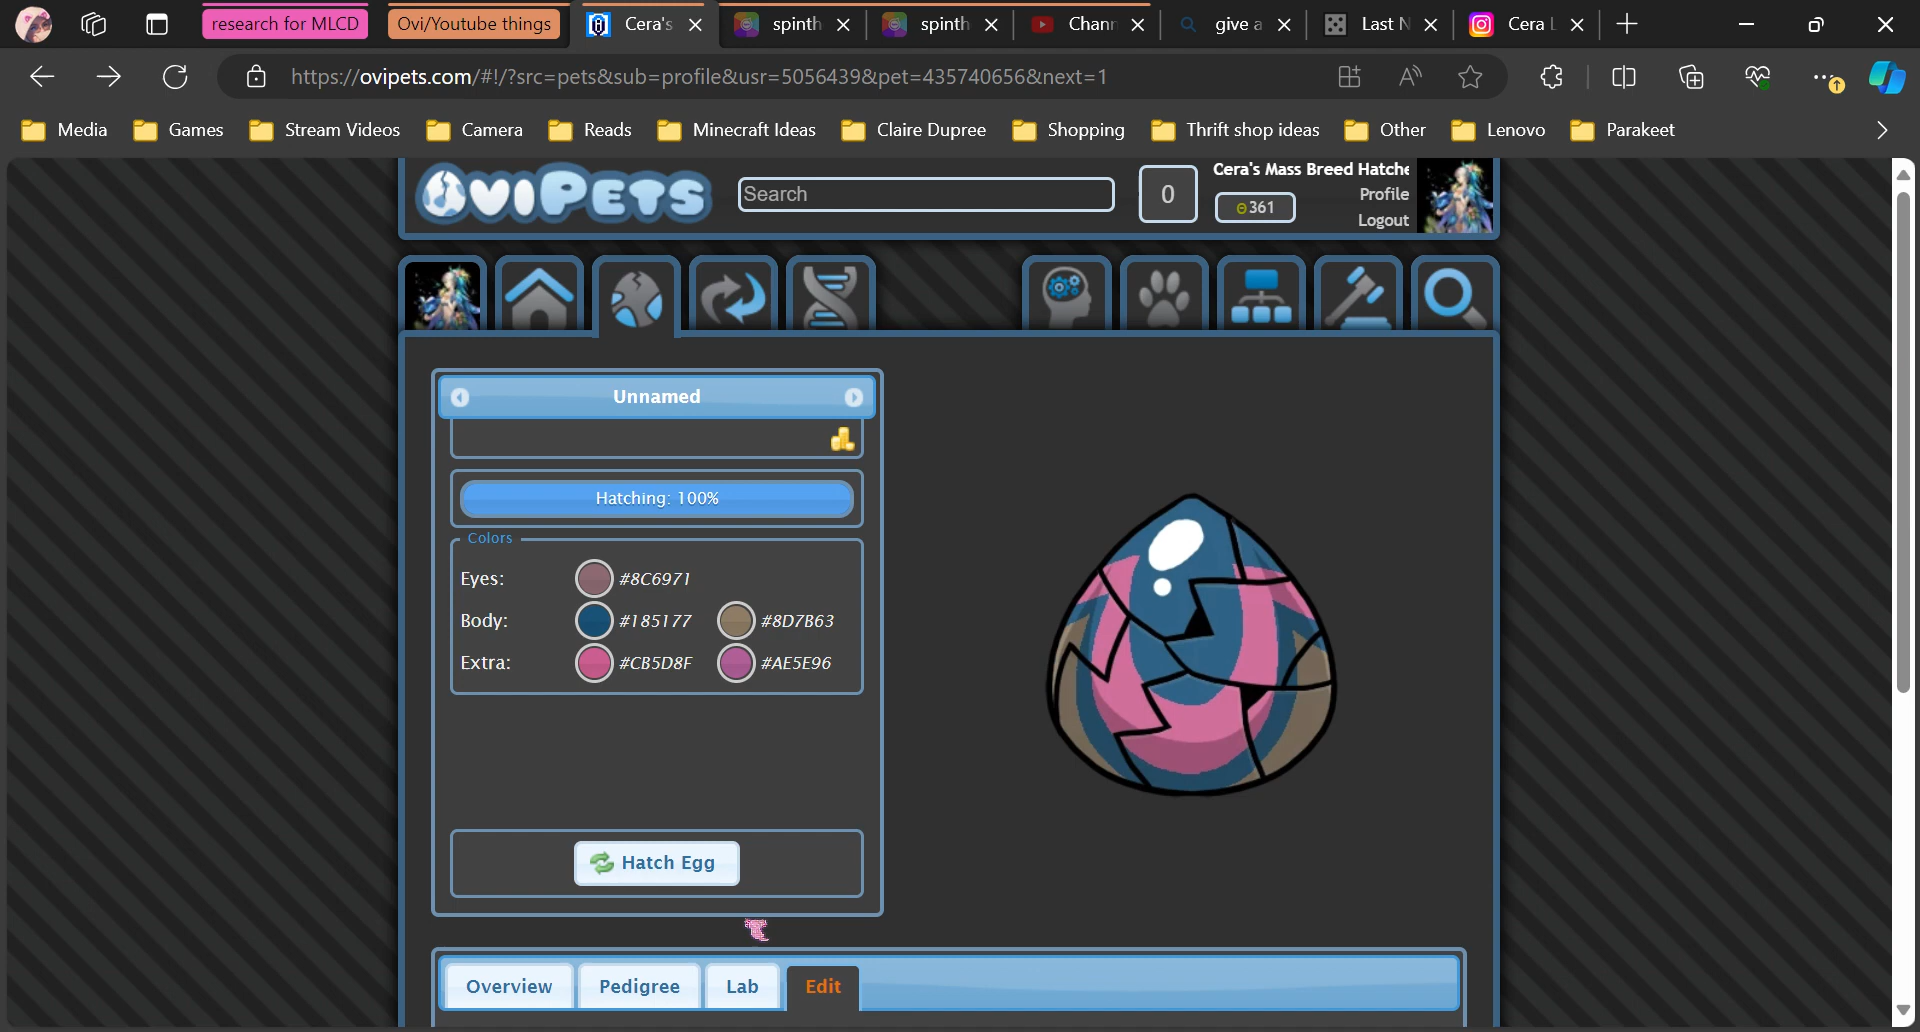 research for MLCD
Ovi/Youtube things
Cera's
spinth
spinth
Chann
give a
Last N
Cera L
https://ovipets.com/#!/?src=pets&sub=profile&usr=5056439&pet=435740656&next=1
Media
Games
Stream Videos
Camera
Reads
Minecraft Ideas
Claire Dupree
Shopping
Thrift shop ideas
Other
Lenovo
Parakeet
OviPets
Search
0
Cera's Mass Breed Hatche
361
Profile
Logout
Unnamed
Hatching: 100%
Colors
Eyes: #8C6971
Body: #185177 #8D7B63
Extra: #CB5D8F #AE5E96
Hatch Egg
Overview Pedigree Lab Edit